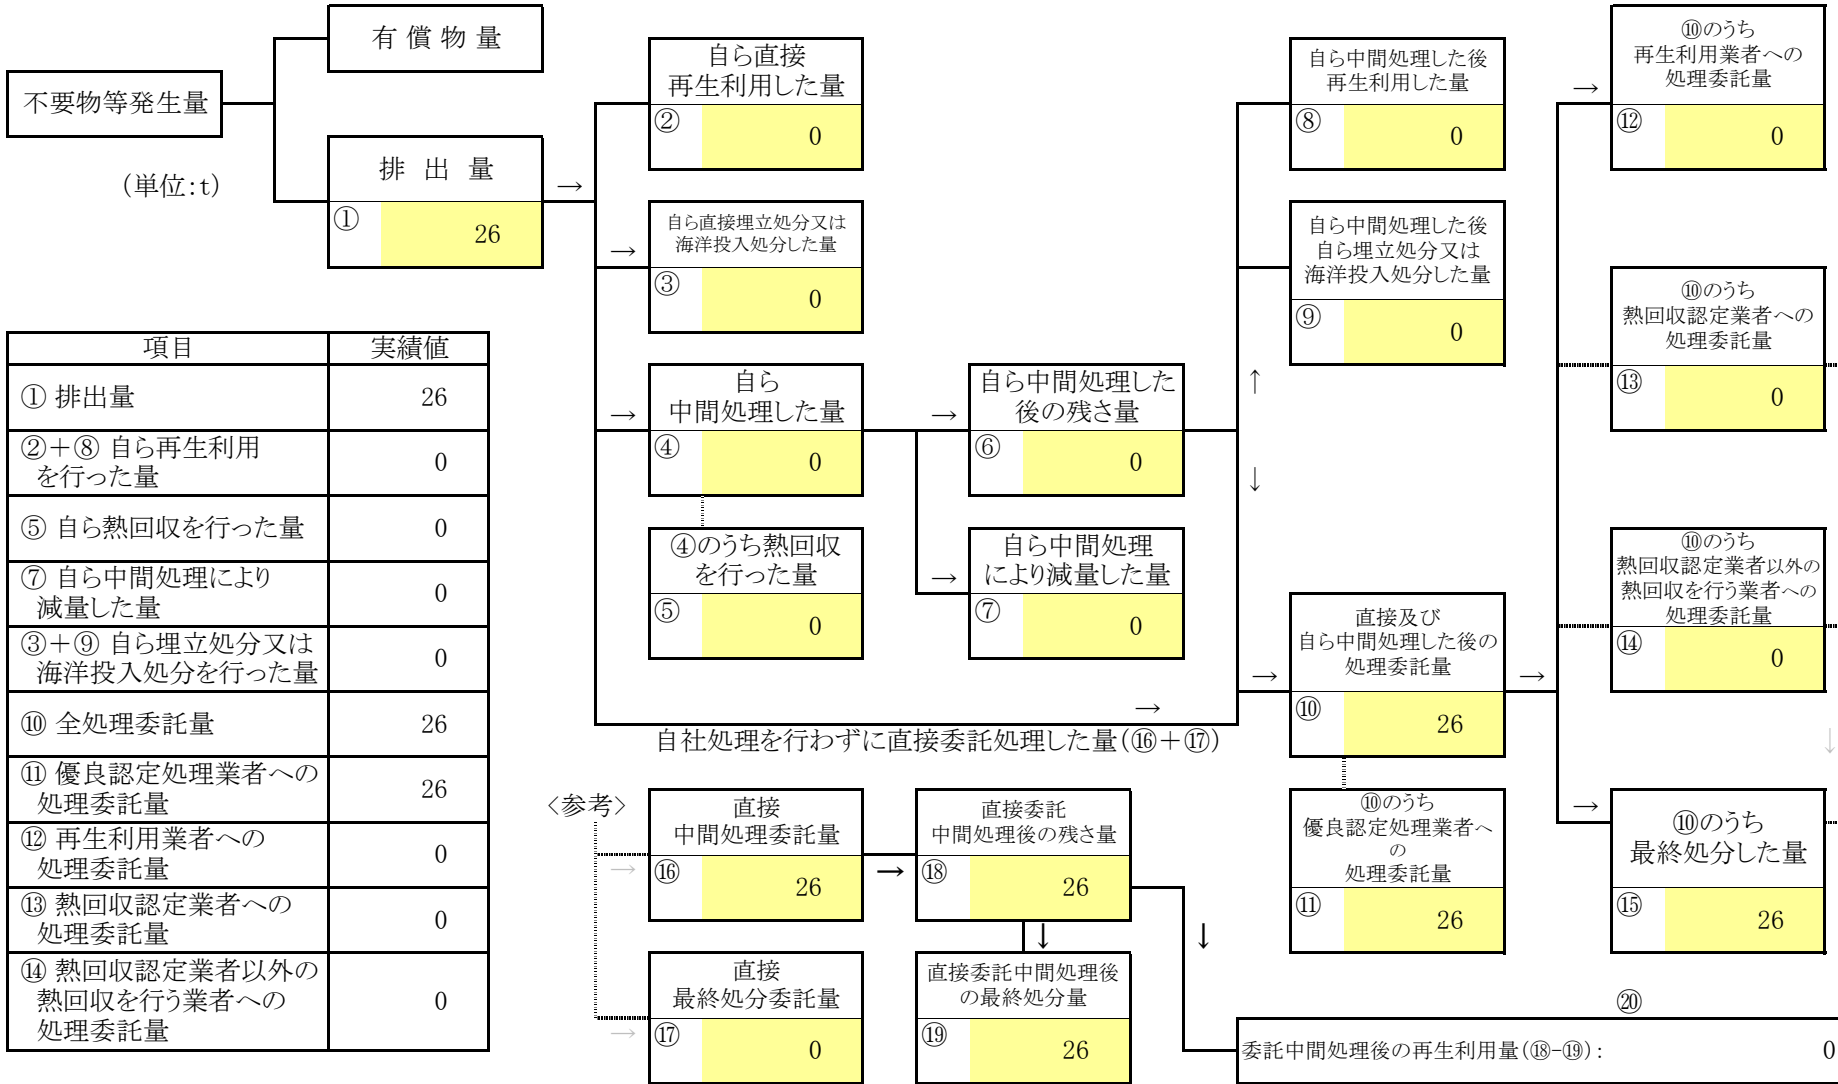 有 償 物 量
不要物等発生量
(単位:t)
排 出 量
→
① 26
自ら直接
再生利用した量
② 0
→
自ら直接埋立処分又は
海洋投入処分した量
③ 0
→
自ら
中間処理した量
④ 0
④のうち熱回収
を行った量
⑤ 0
→
自ら中間処理した
後の残さ量
⑥ 0
→
自ら中間処理
により減量した量
⑦ 0
自ら中間処理した後
再生利用した量
⑧ 0
自ら中間処理した後
自ら埋立処分又は
海洋投入処分した量
⑨ 0
↑
↓
→
直接及び
自ら中間処理した後の
処理委託量
⑩ 26
→
自社処理を行わずに直接委託処理した量(⑯+⑰)
⑩のうち
優良認定処理業者へ
の
処理委託量
⑪ 26
→
→
⑩のうち
再生利用業者への
処理委託量
⑫ 0
⑩のうち
熱回収認定業者への
処理委託量
⑬ 0
⑩のうち
熱回収認定業者以外の
熱回収を行う業者への
処理委託量
⑭ 0
↓
→
⑩のうち
最終処分した量
⑮ 26
項目 実績値
① 排出量 26
②+⑧ 自ら再生利用
を行った量 0
⑤ 自ら熱回収を行った量 0
⑦ 自ら中間処理により
減量した量 0
③+⑨ 自ら埋立処分又は
海洋投入処分を行った量 0
⑩ 全処理委託量 26
⑪ 優良認定処理業者への
処理委託量 26
⑫ 再生利用業者への
処理委託量 0
⑬ 熱回収認定業者への
処理委託量 0
⑭ 熱回収認定業者以外の
熱回収を行う業者への
処理委託量 0
〈参考〉
→
直接
中間処理委託量
⑯ 26
→
直接委託
中間処理後の残さ量
⑱ 26
↓
↓
→
直接
最終処分委託量
⑰ 0
直接委託中間処理後
の最終処分量
⑲ 26
⑳
委託中間処理後の再生利用量(⑱-⑲): 0